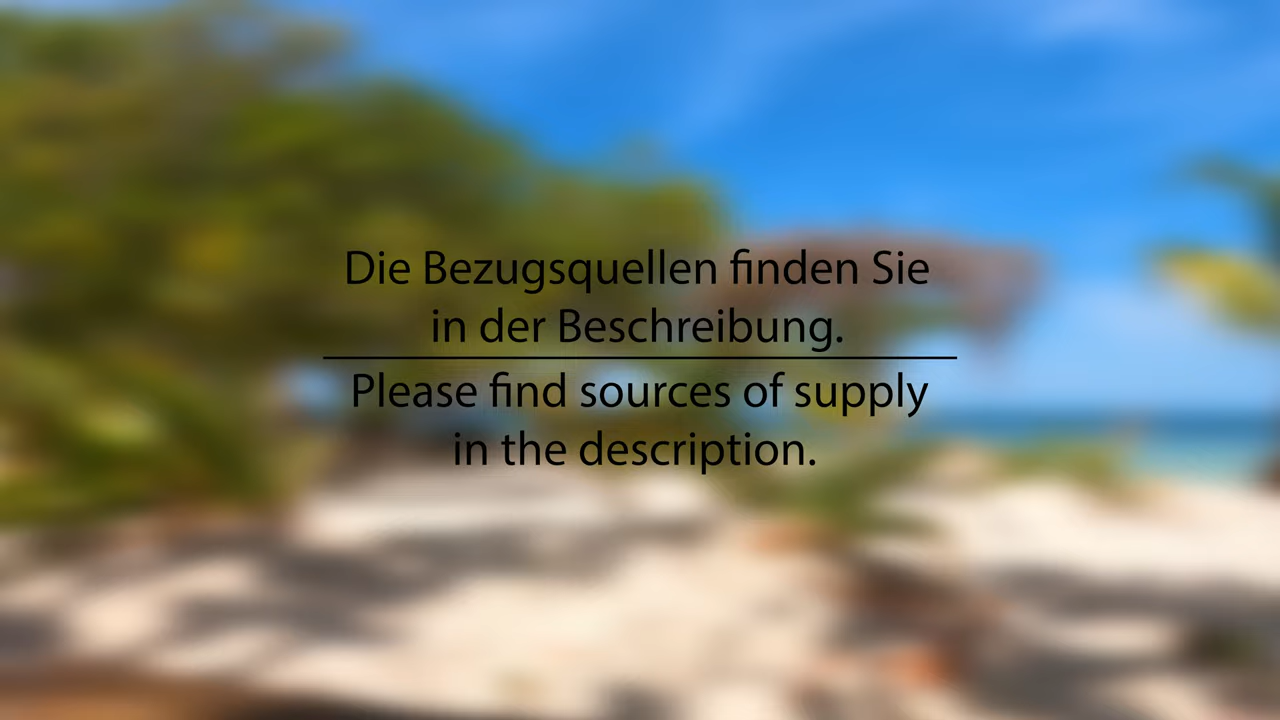 Die Bezugsquellen finden Sie
in der Beschreibung.
Please find sources of supply
in the description.